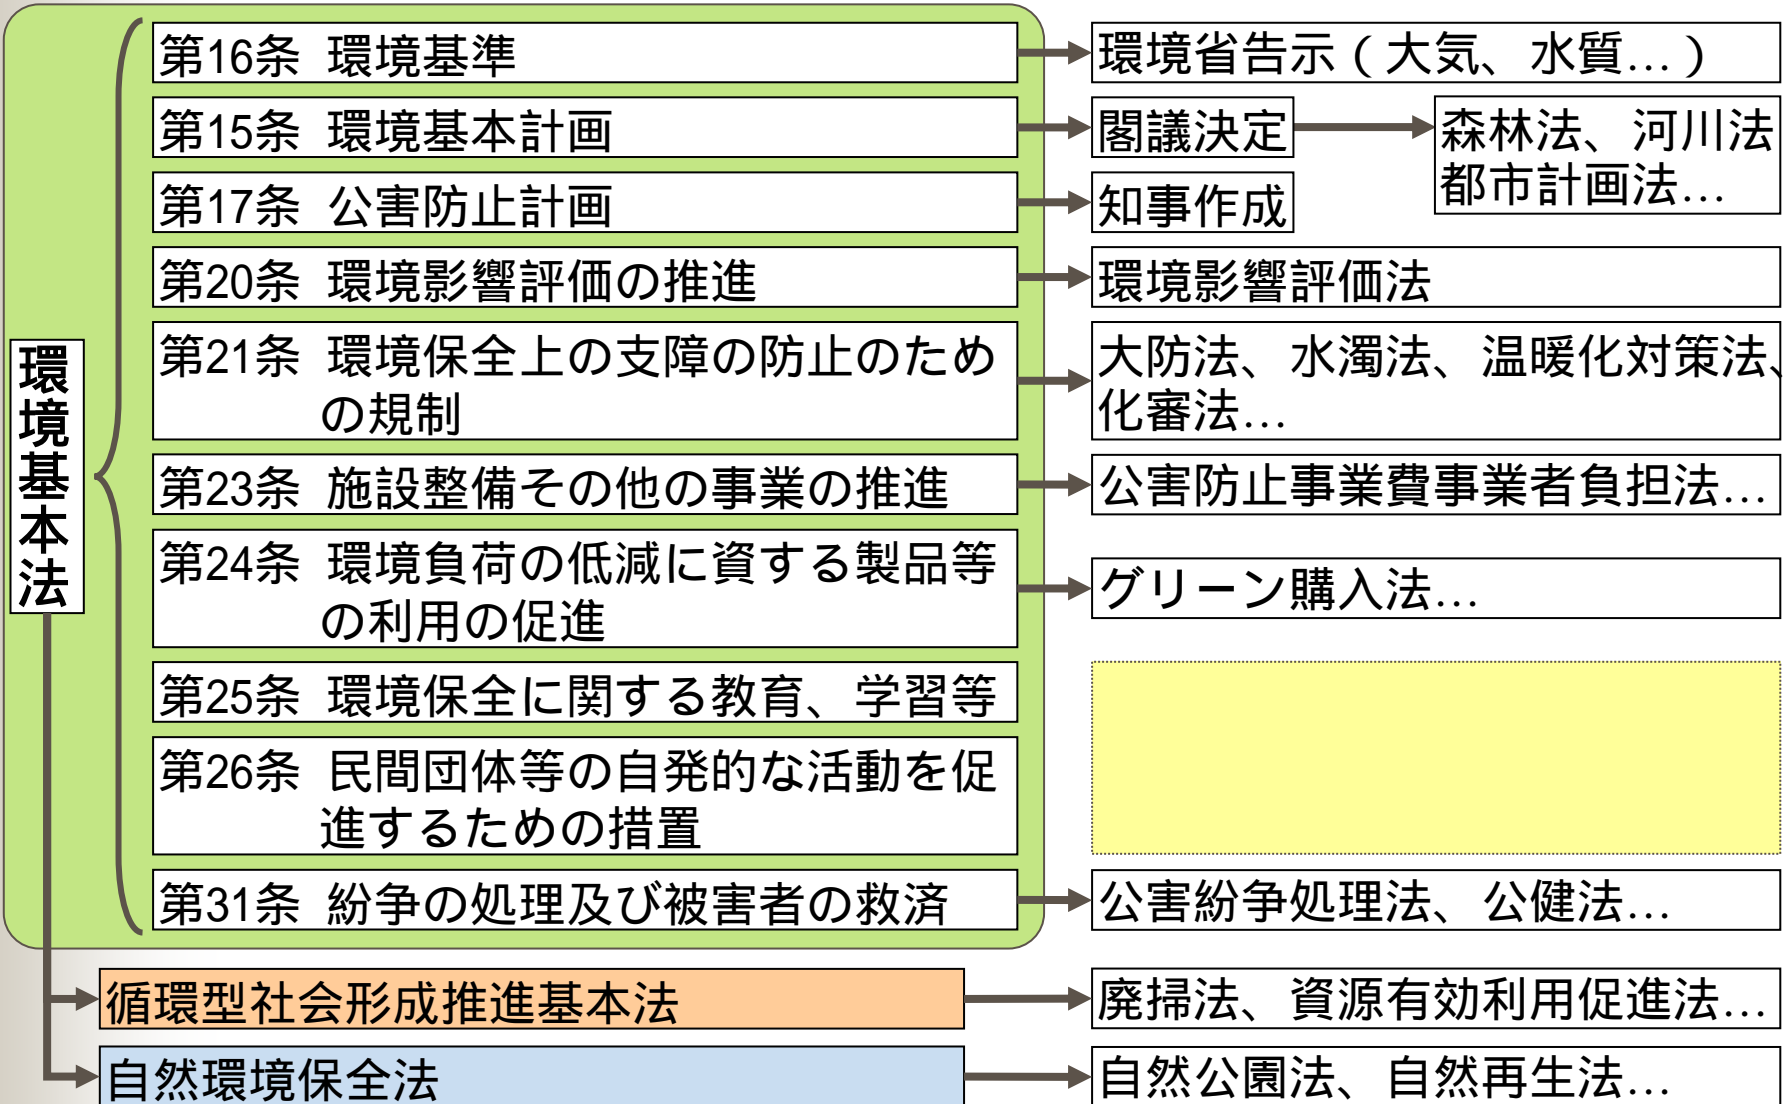 環境基本法
第16条 環境基準
環境省告示(大気、水質…)
第15条 環境基本計画
閣議決定
森林法、河川法
都市計画法…
第17条 公害防止計画
知事作成
第20条 環境影響評価の推進
環境影響評価法
第21条 環境保全上の支障の防止のため
の規制
大防法、水濁法、温暖化対策法、
化審法…
第23条 施設整備その他の事業の推進
公害防止事業費事業者負担法…
第24条 環境負荷の低減に資する製品等
の利用の促進
グリーン購入法…
第25条 環境保全に関する教育、学習等
第26条 民間団体等の自発的な活動を促
進するための措置
第31条 紛争の処理及び被害者の救済
公害紛争処理法、公健法…
循環型社会形成推進基本法
廃掃法、資源有効利用促進法…
自然環境保全法
自然公園法、自然再生法…